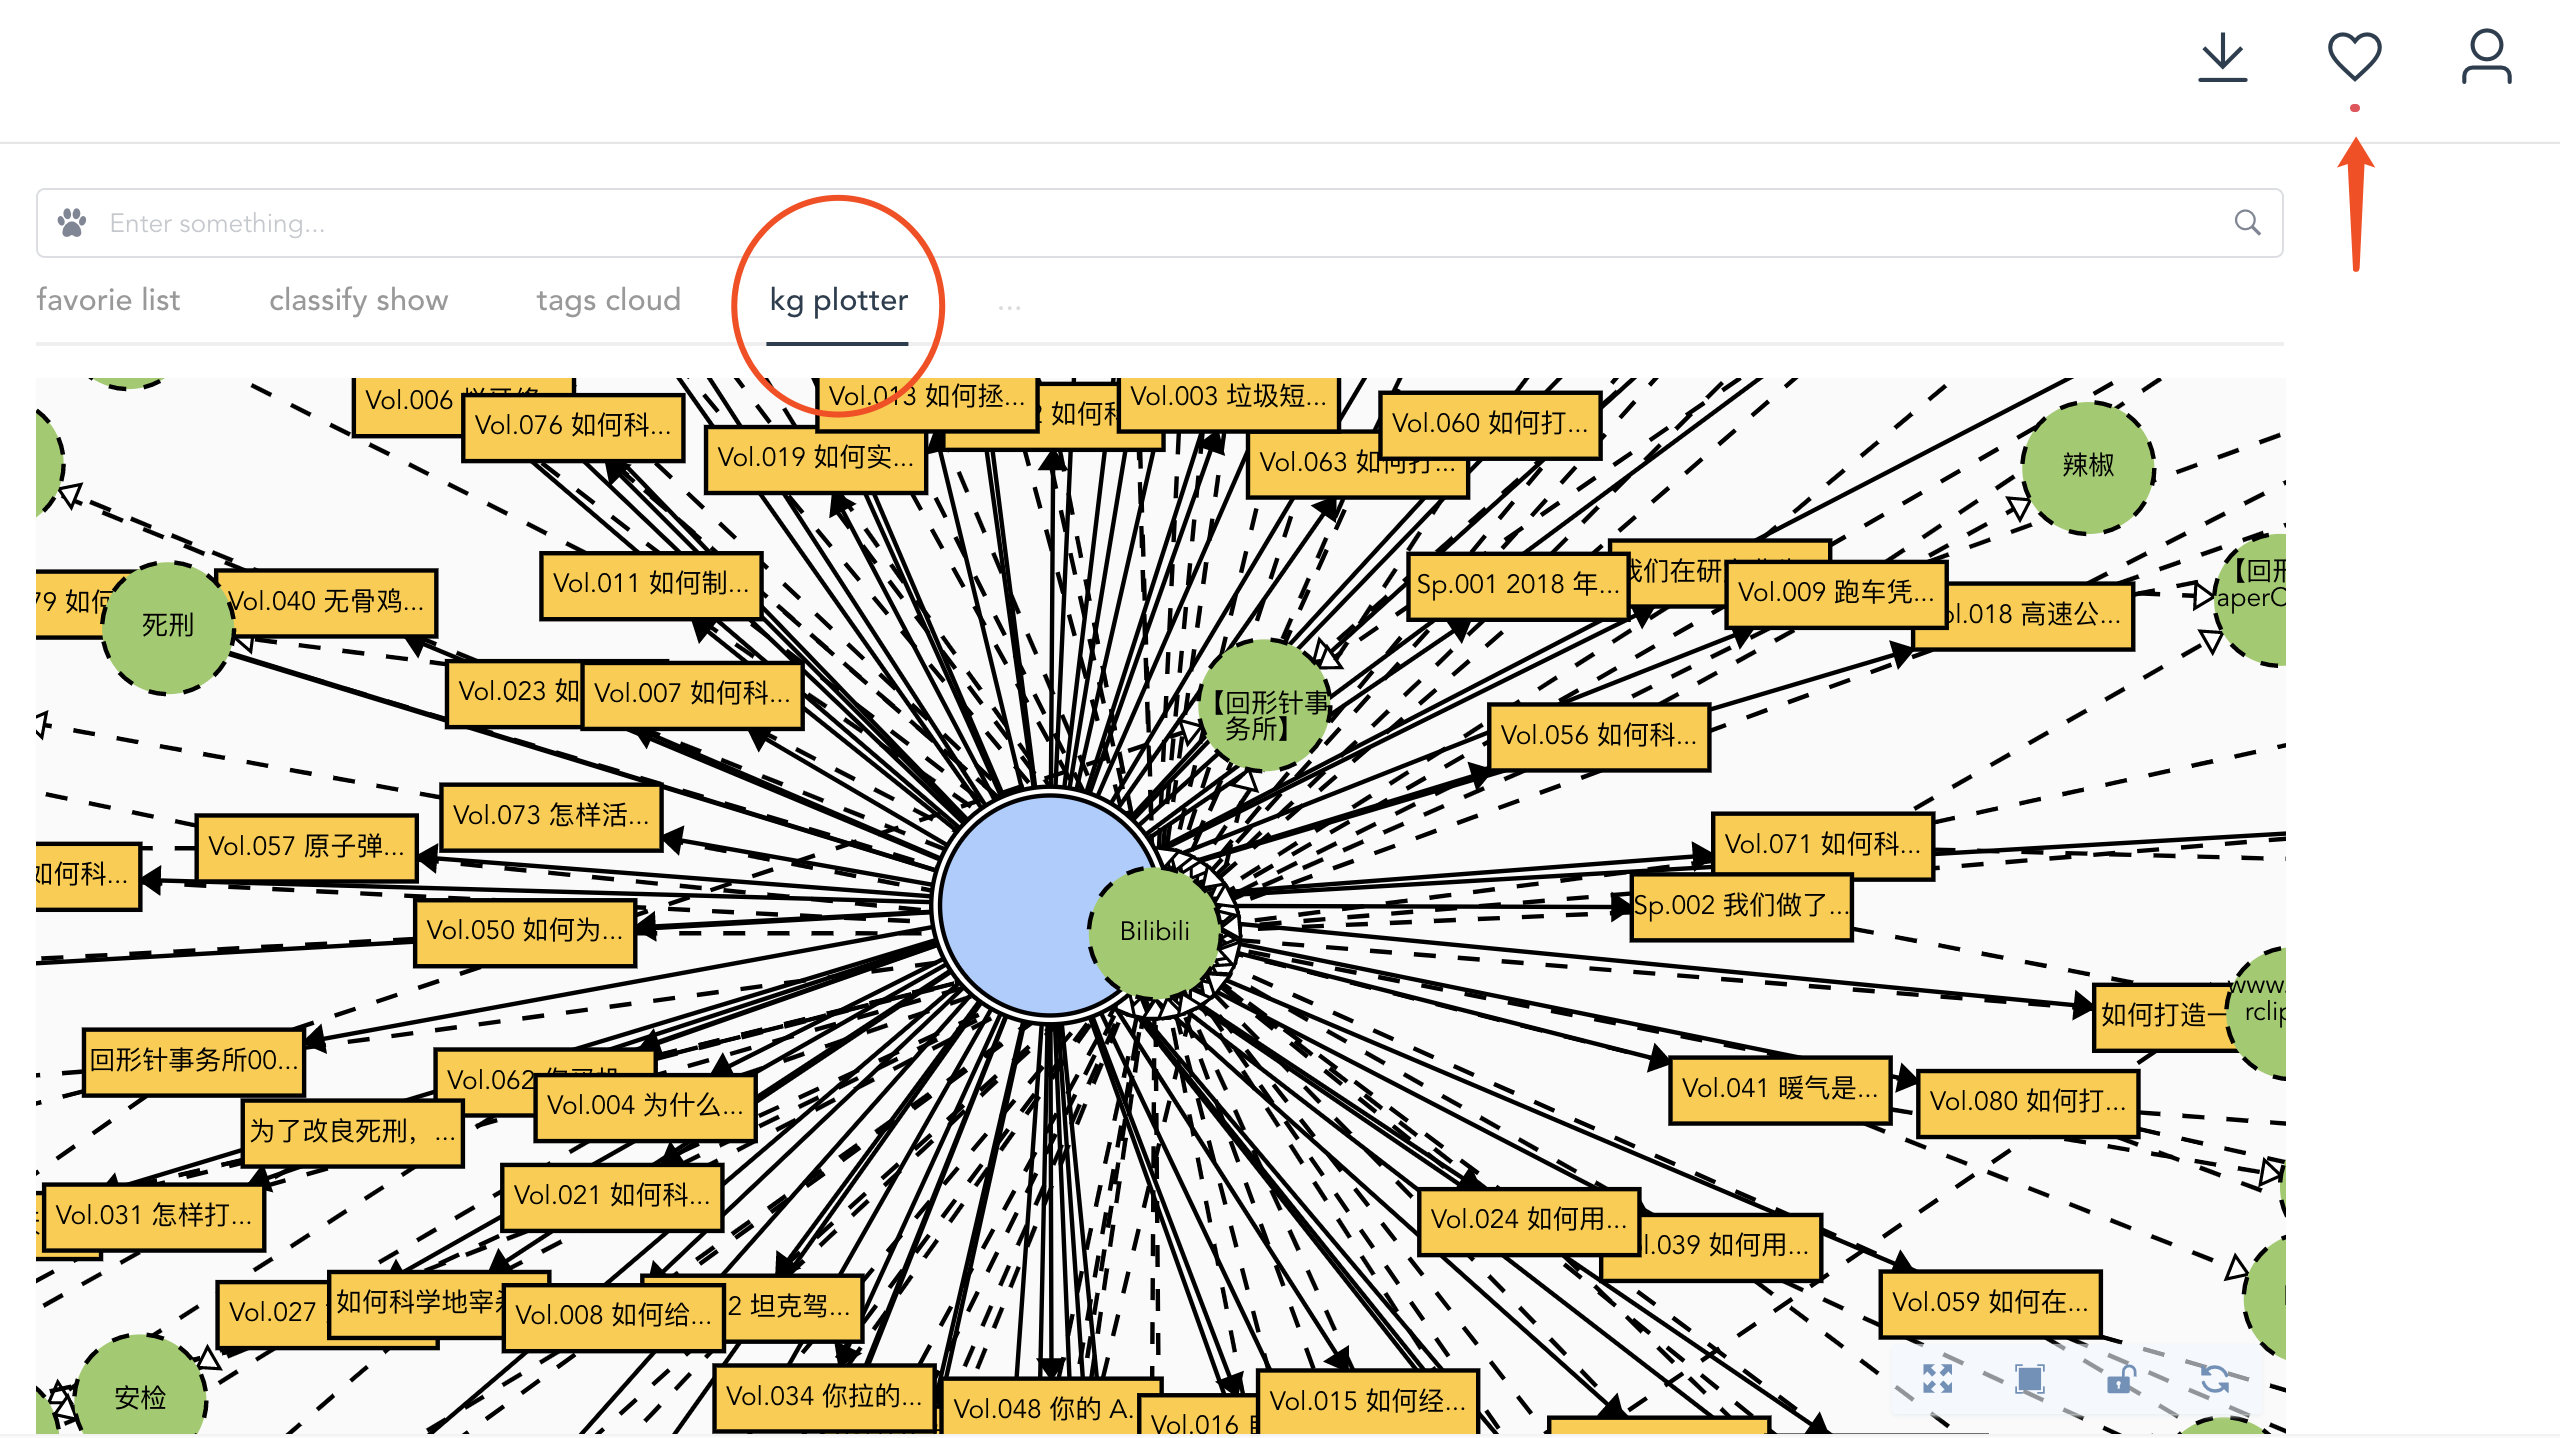 Enter something...
favorie list
classify show
tags cloud
kg plotter
...
Vol.006
Vol.076 如何科...
Vol.019 如何实...
Vol.013 如何拯...
如何科
Vol.003 垃圾短...
Vol.063 如何打...
Vol.060 如何打...
辣椒
79 如何
死刑
Vol.040 无骨鸡...
Vol.011 如何制...
Sp.001 2018 年...
我们在研
Vol.009 跑车凭...
ol.018 高速公...
【回形
aperC
Vol.023 如
Vol.007 如何科...
【回形针事
务所】
Vol.056 如何科...
Vol.073 怎样活...
Vol.057 原子弹...
如何科...
Vol.071 如何科...
Vol.050 如何为...
Bilibili
Sp.002 我们做了...
如何打造一
www.
rclip
回形针事务所00...
Vol.062
Vol.004 为什么...
Vol.041 暖气是...
Vol.080 如何打...
为了改良死刑，...
Vol.021 如何科...
Vol.031 怎样打...
Vol.024 如何用...
l.039 如何用...
Vol.027
如何科学地宰
Vol.008 如何给...
2 坦克驾...
Vol.059 如何在...
安检
Vol.034 你拉的...
Vol.048 你的 A.
Vol.016
Vol.015 如何经...